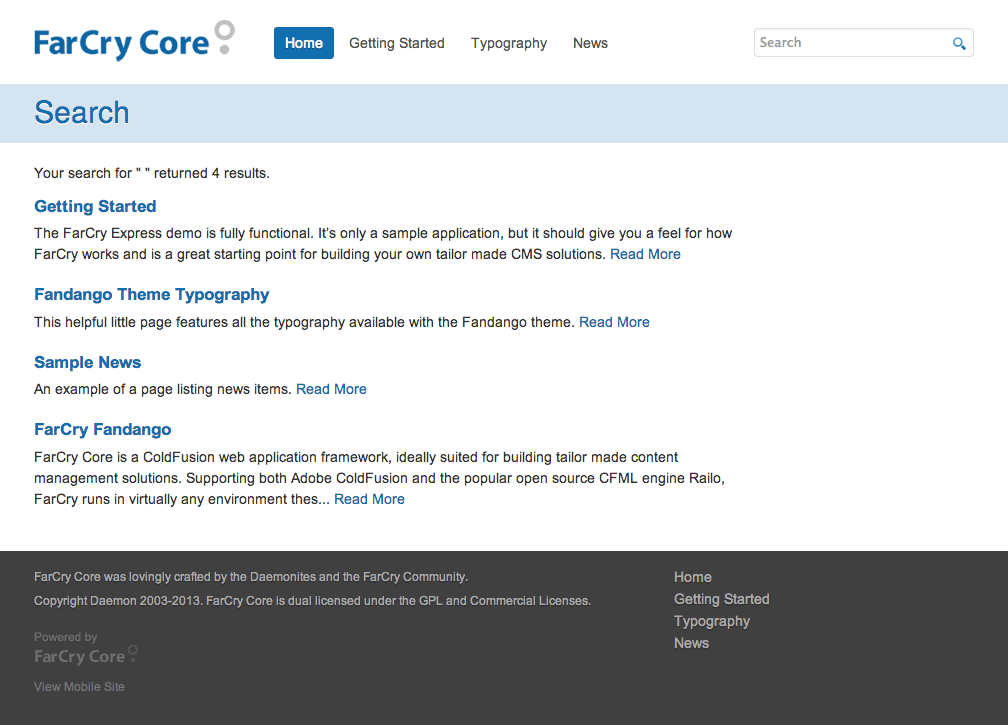 FarCry Core
Home Getting Started Typography News Search
Search
Your search for " " returned 4 results.
Getting Started
The FarCry Express demo is fully functional. It's only a sample application, but it should give you a feel for how
FarCry works and is a great starting point for building your own tailor made CMS solutions. Read More
Fandango Theme Typography
This helpful little page features all the typography available with the Fandango theme. Read More
Sample News
An example of a page listing news items. Read More
FarCry Fandango
FarCry Core is a ColdFusion web application framework, ideally suited for building tailor made content
management solutions. Supporting both Adobe ColdFusion and the popular open source CFML engine Railo,
FarCry runs in virtually any environment thes... Read More
FarCry Core was lovingly crafted by the Daemonites and the FarCry Community.
Copyright Daemon 2003-2013. FarCry Core is dual licensed under the GPL and Commercial Licenses.
Powered by
FarCry Core
View Mobile Site
Home
Getting Started
Typography
News